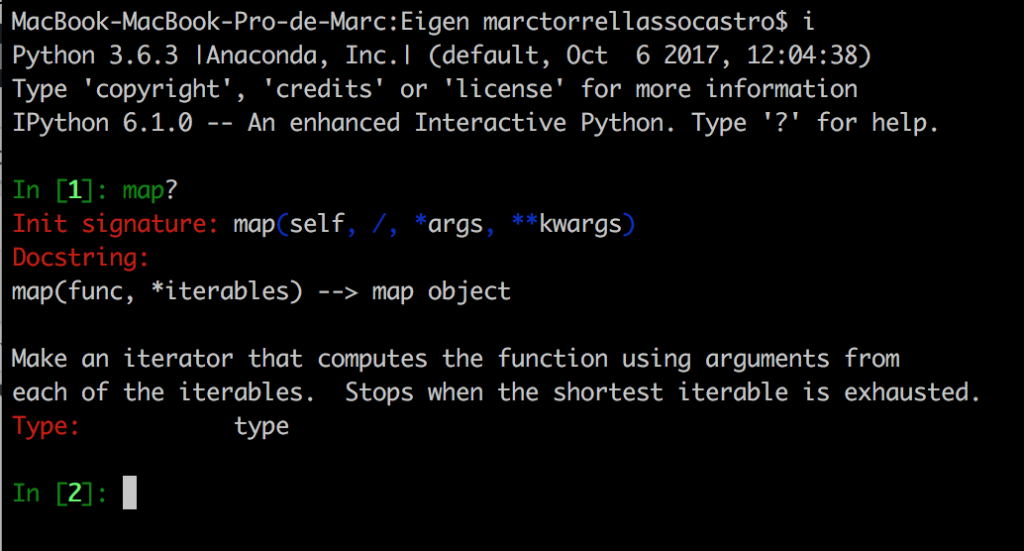 MacBook-MacBook-Pro-de-Marc:Eigen marctorrellassocastro$ i
Python 3.6.3 |Anaconda, Inc.| (default, Oct  6 2017, 12:04:38)
Type 'copyright', 'credits' or 'license' for more information
IPython 6.1.0 -- An enhanced Interactive Python. Type '?' for help.
In [1]: map?
Init signature: map(self, /, *args, **kwargs)
Docstring:
map(func, *iterables) --> map object
Make an iterator that computes the function using arguments from
each of the iterables.  Stops when the shortest iterable is exhausted.
Type:           type
In [2]: